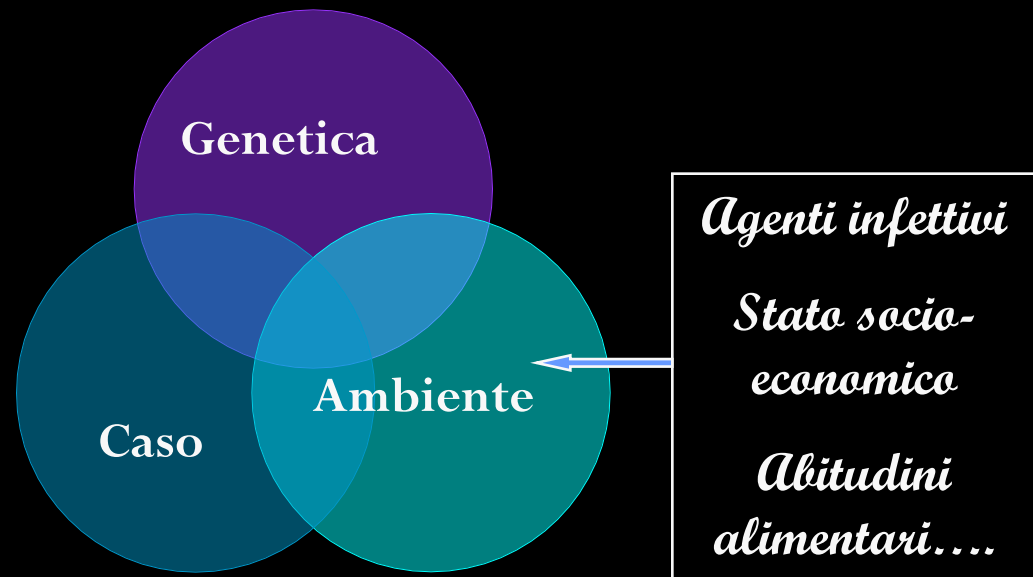 Genetica
Caso
Ambiente
Agenti infettivi
Stato socio-
economico
Abitudini
alimentari....